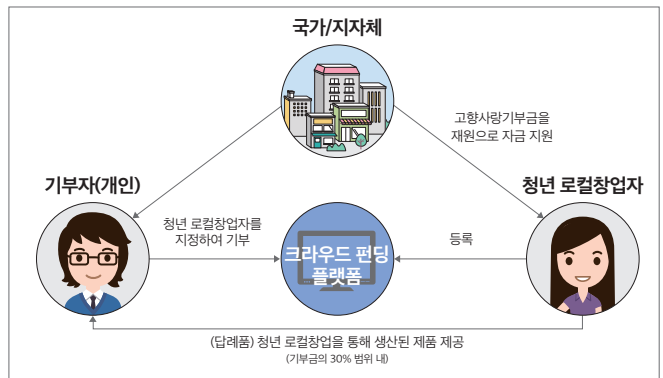 국가/지자체
고향사랑기부금을
재원으로 자금 지원
기부자(개인)
청년 로컬창업자
청년 로컬창업자를
지정하여 기부
크라우드 펀딩
플랫폼
등록
(답례품) 청년 로컬창업을 통해 생산된 제품 제공
(기부금의 30% 범위 내)